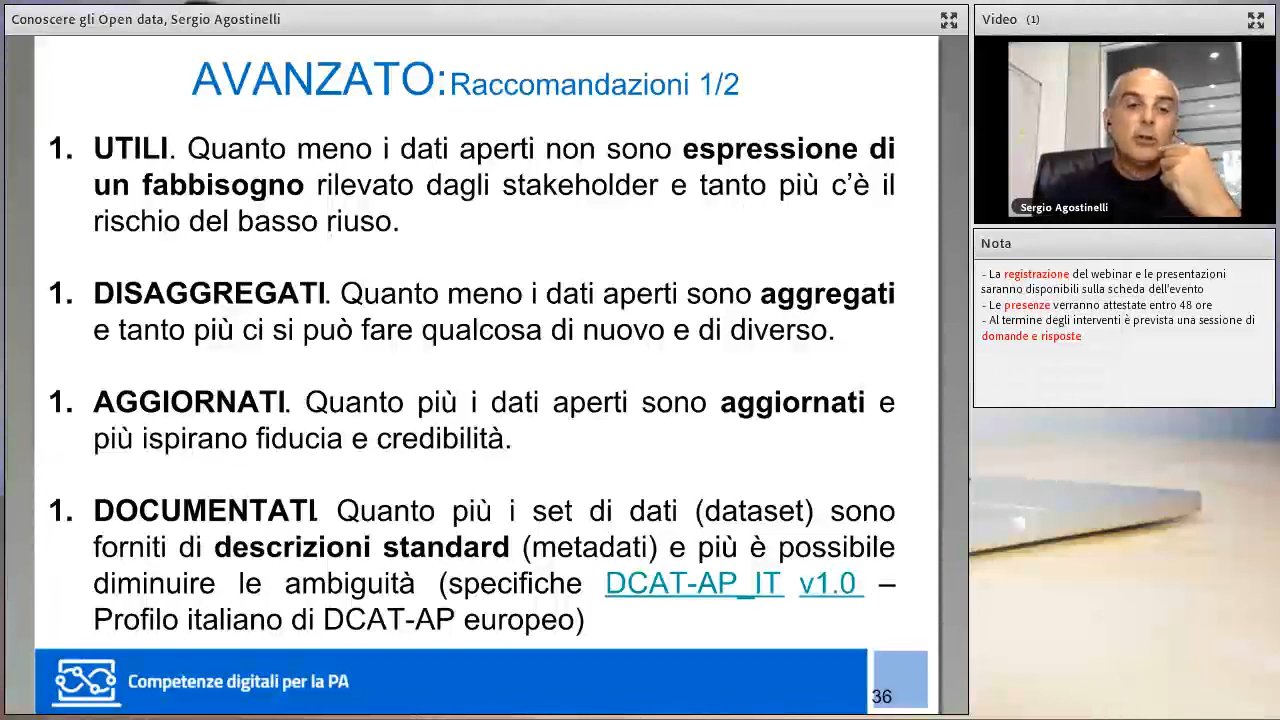 Conoscere gli Open data, Sergio Agostinelli
AVANZATO: Raccomandazioni 1/2
1. UTILI. Quanto meno i dati aperti non sono espressione di
un fabbisogno rilevato dagli stakeholder e tanto più c'è il
rischio del basso riuso.
1. DISAGGREGATI. Quanto meno i dati aperti sono aggregati
e tanto più ci si può fare qualcosa di nuovo e di diverso.
1. AGGIORNATI. Quanto più i dati aperti sono aggiornati e
più ispirano fiducia e credibilità.
1. DOCUMENTATI. Quanto più i set di dati (dataset) sono
forniti di descrizioni standard (metadati) e più è possibile
diminuire le ambiguità (specifiche DCAT-AP_IT v1.0 –
Profilo italiano di DCAT-AP europeo)
Competenze digitali per la PA
36
Video (1)
Sergio Agostinelli
Nota
- La registrazione del webinar e le presentazioni
saranno disponibili sulla scheda dell'evento
- Le presenze verranno attestate entro 48 ore
- Al termine degli interventi è prevista una sessione di
domande e risposte